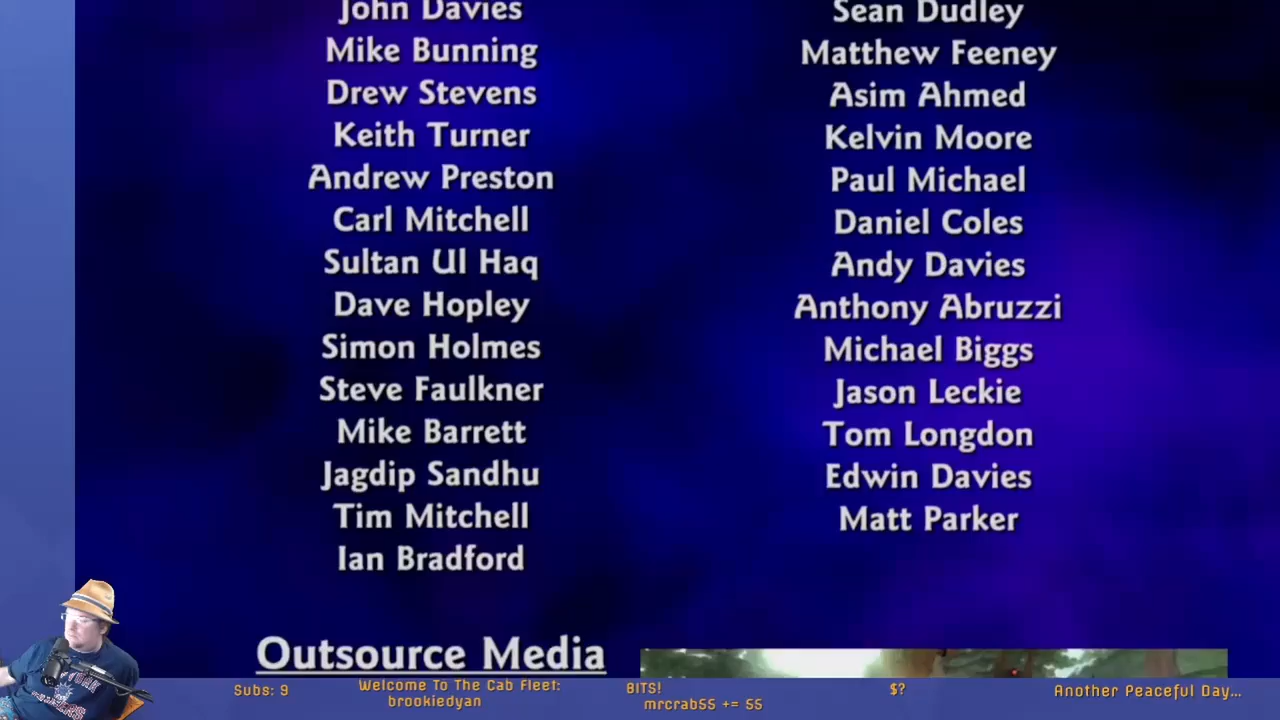 John Davies
Mike Bunning
Drew Stevens
Keith Turner
Andrew Preston
Carl Mitchell
Sultan Ul Haq
Dave Hopley
Simon Holmes
Steve Faulkner
Mike Barrett
Jagdip Sandhu
Tim Mitchell
Ian Bradford
Sean Dudley
Matthew Feeney
Asim Ahmed
Kelvin Moore
Paul Michael
Daniel Coles
Andy Davies
Anthony Abruzzi
Michael Biggs
Jason Leckie
Tom Longdon
Edwin Davies
Matt Parker
Outsource Media
Subs: 9
Welcome To The Cab Fleet:
brookiedyan
BITS!
mrcrab55 += 55
$?
Another Peaceful Day...